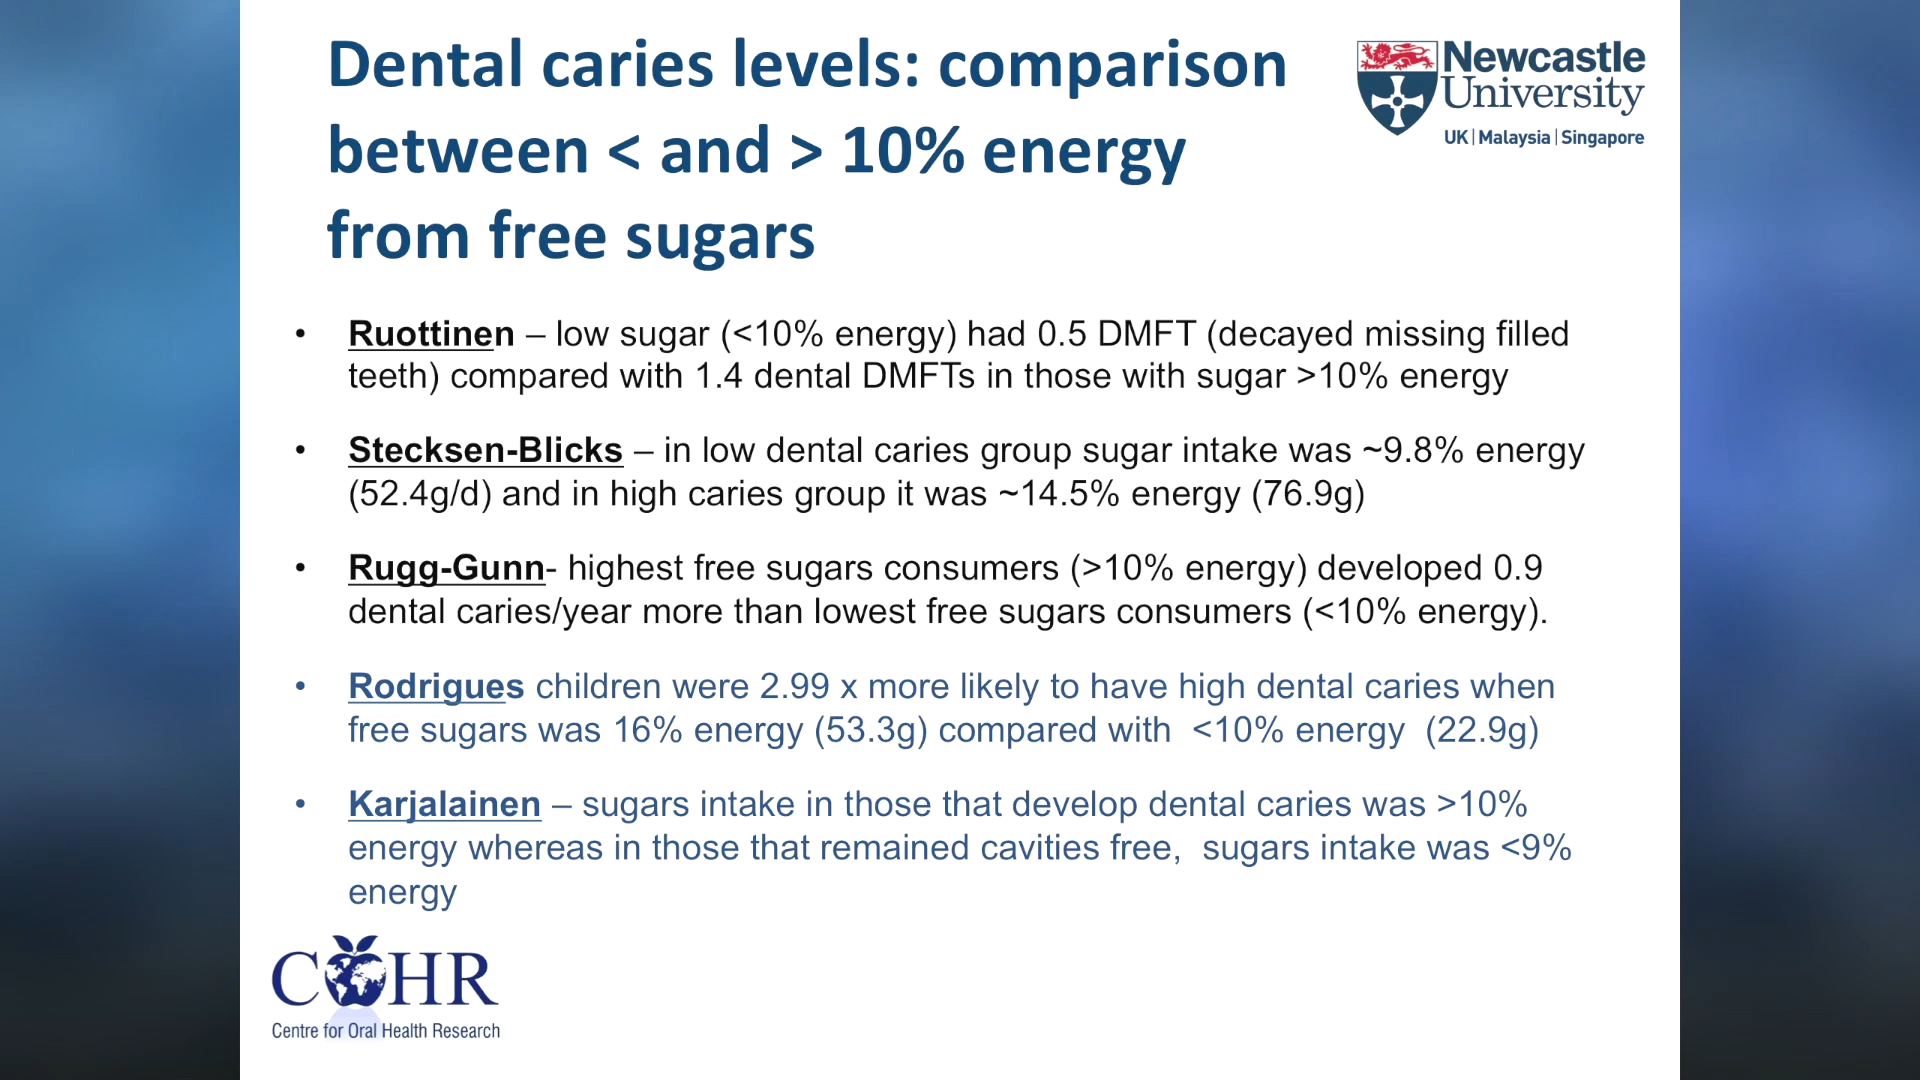 Dental caries levels: comparison
between < and > 10% energy
from free sugars
Newcastle
University
UK | Malaysia | Singapore
• Ruottinen – low sugar (<10% energy) had 0.5 DMFT (decayed missing filled
teeth) compared with 1.4 dental DMFTs in those with sugar >10% energy
• Stecksen-Blicks – in low dental caries group sugar intake was ~9.8% energy
(52.4g/d) and in high caries group it was ~14.5% energy (76.9g)
• Rugg-Gunn- highest free sugars consumers (>10% energy) developed 0.9
dental caries/year more than lowest free sugars consumers (<10% energy).
• Rodrigues children were 2.99 x more likely to have high dental caries when
free sugars was 16% energy (53.3g) compared with <10% energy (22.9g)
• Karjalainen – sugars intake in those that develop dental caries was >10%
energy whereas in those that remained cavities free, sugars intake was <9%
energy
COHR
Centre for Oral Health Research